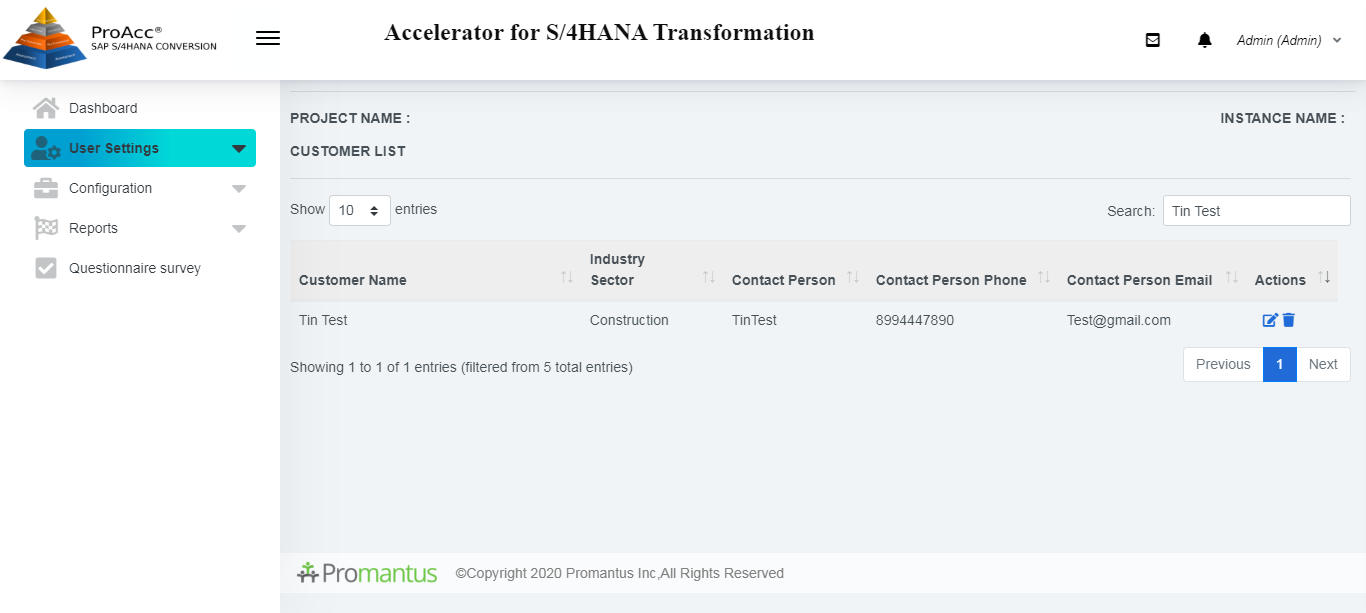 ProAcc®
SAP S/4HANA CONVERSION
Accelerator for S/4HANA Transformation
Admin (Admin)
Dashboard
User Settings
Configuration
Reports
Questionnaire survey
PROJECT NAME :
INSTANCE NAME :
CUSTOMER LIST
Show 10 entries
Search: Tin Test
Customer Name Industry Sector Contact Person Contact Person Phone Contact Person Email Actions
Tin Test Construction TinTest 8994447890 Test@gmail.com
Showing 1 to 1 of 1 entries (filtered from 5 total entries)
Previous 1 Next
Promantus ©Copyright 2020 Promantus Inc,All Rights Reserved